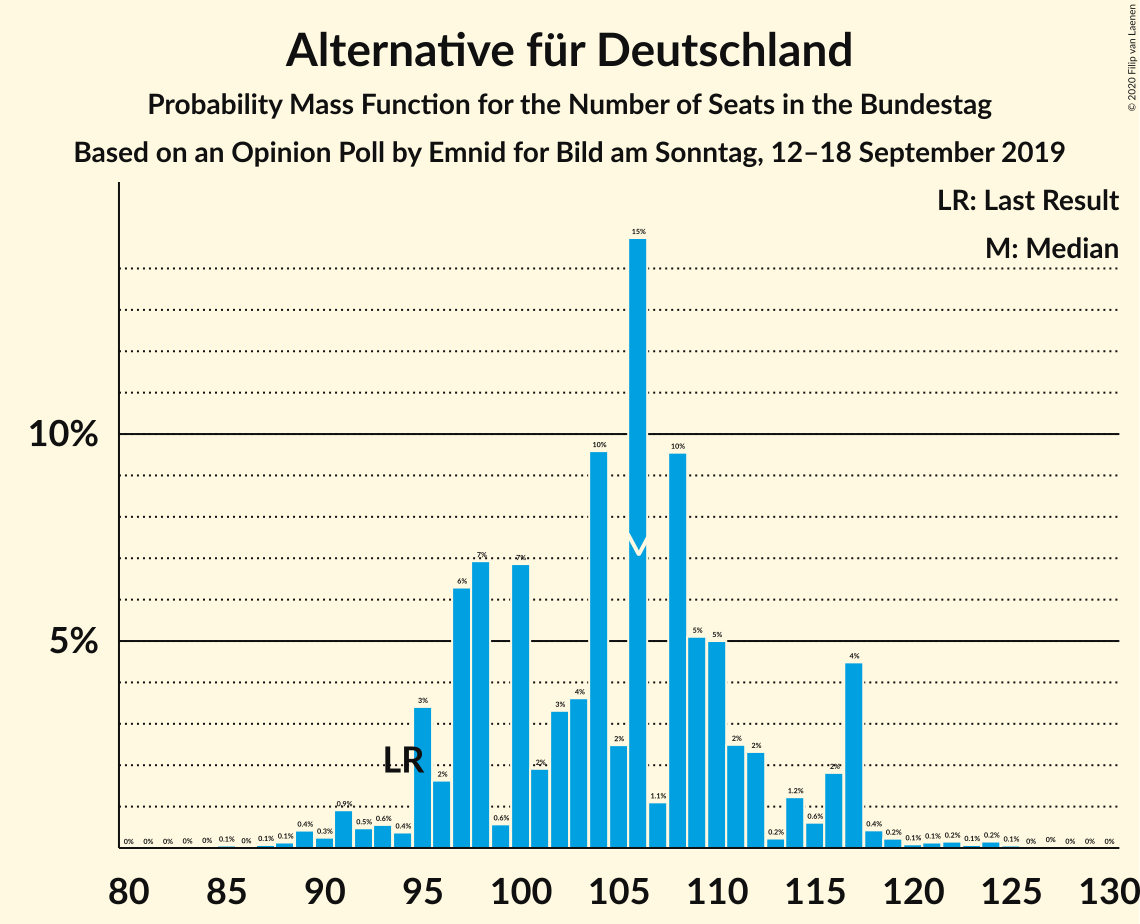 Alternative für Deutschland
Probability Mass Function for the Number of Seats in the Bundestag
Based on an Opinion Poll by Emnid for Bild am Sonntag, 12–18 September 2019
© 2020 Filip van Laenen
LR: Last Result
M: Median
10%
5%
0% 0% 0% 0% 0% 0.1% 0% 0.1% 0.1% 0.4% 0.3% 0.9% 0.5% 0.6% 0.4% 3% 2% 6% 7% 0.6% 7% 2% 3% 4% 10% 2% 15% 1.1% 10% 5% 5% 2% 2% 0.2% 1.2% 0.6% 2% 4% 0.4% 0.2% 0.1% 0.1% 0.2% 0.1% 0.2% 0.1% 0% 0% 0% 0% 0%
LR
80 85 90 95 100 105 110 115 120 125 130